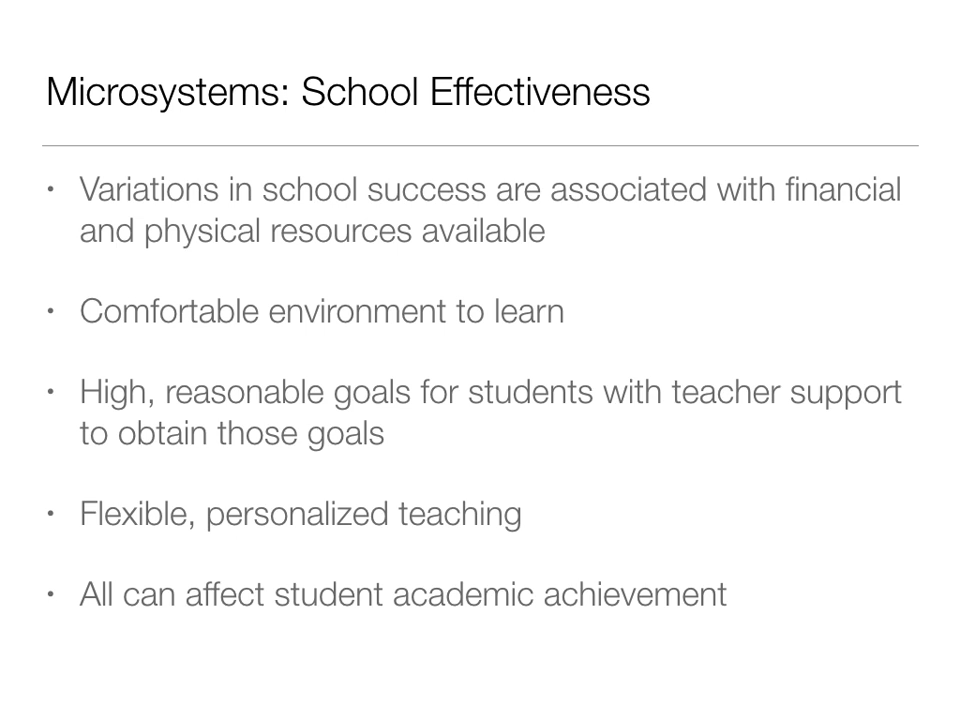 Microsystems: School Effectiveness
• Variations in school success are associated with financial
and physical resources available
• Comfortable environment to learn
• High, reasonable goals for students with teacher support
to obtain those goals
• Flexible, personalized teaching
• All can affect student academic achievement